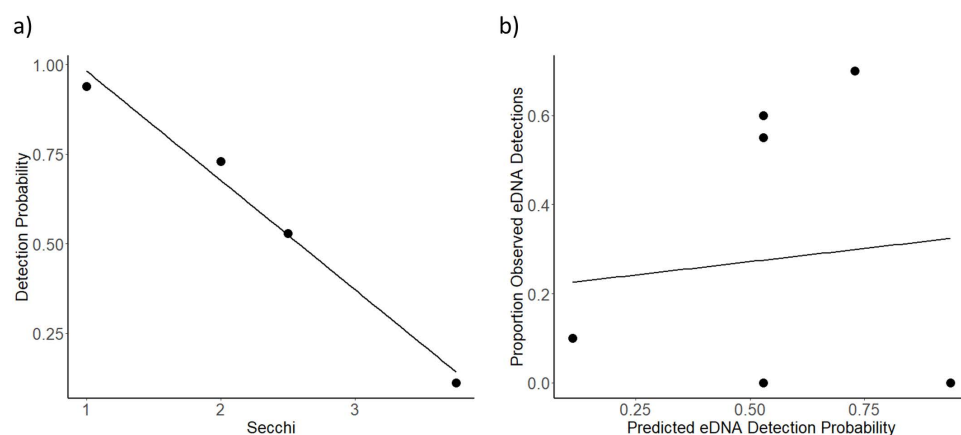 a)
1.00
0.75
0.50
0.25
Detection Probability
1 2 3
Secchi
b)
0.6
0.4
0.2
0.0
Proportion Observed eDNA Detections
0.25 0.50 0.75
Predicted eDNA Detection Probability